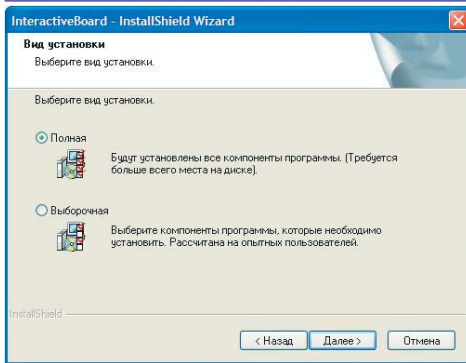 InteractiveBoard - InstallShield Wizard
Вид установки
Выберите вид установки.
Выберите вид установки.
Полная
Будут установлены все компоненты программы. (Требуется
больше всего места на диске).
Выборочная
Выберите компоненты программы, которые необходимо
установить. Рассчитана на опытных пользователей.
InstallShield
< Назад Далее > Отмена